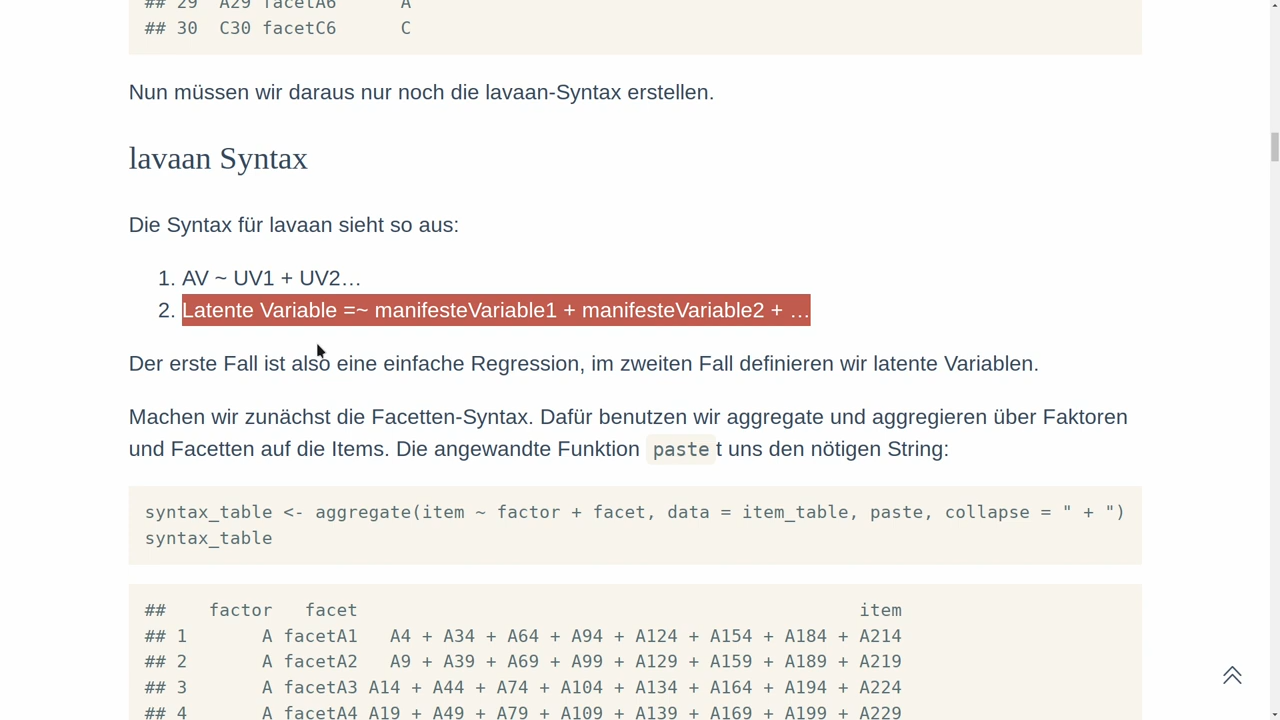 ## 29  A29 facetA6      A
## 30  C30 facetC6      C
Nun müssen wir daraus nur noch die lavaan-Syntax erstellen.
lavaan Syntax
Die Syntax für lavaan sieht so aus:
1. AV ~ UV1 + UV2…
2. Latente Variable =~ manifesteVariable1 + manifesteVariable2 + …
Der erste Fall ist also eine einfache Regression, im zweiten Fall definieren wir latente Variablen.
Machen wir zunächst die Facetten-Syntax. Dafür benutzen wir aggregate und aggregieren über Faktoren
und Facetten auf die Items. Die angewandte Funktion paste t uns den nötigen String:
syntax_table <- aggregate(item ~ factor + facet, data = item_table, paste, collapse = " + ")
syntax_table
##    factor   facet                                               item
## 1       A facetA1   A4 + A34 + A64 + A94 + A124 + A154 + A184 + A214
## 2       A facetA2   A9 + A39 + A69 + A99 + A129 + A159 + A189 + A219
## 3       A facetA3 A14 + A44 + A74 + A104 + A134 + A164 + A194 + A224
## 4       A facetA4 A19 + A49 + A79 + A109 + A139 + A169 + A199 + A229